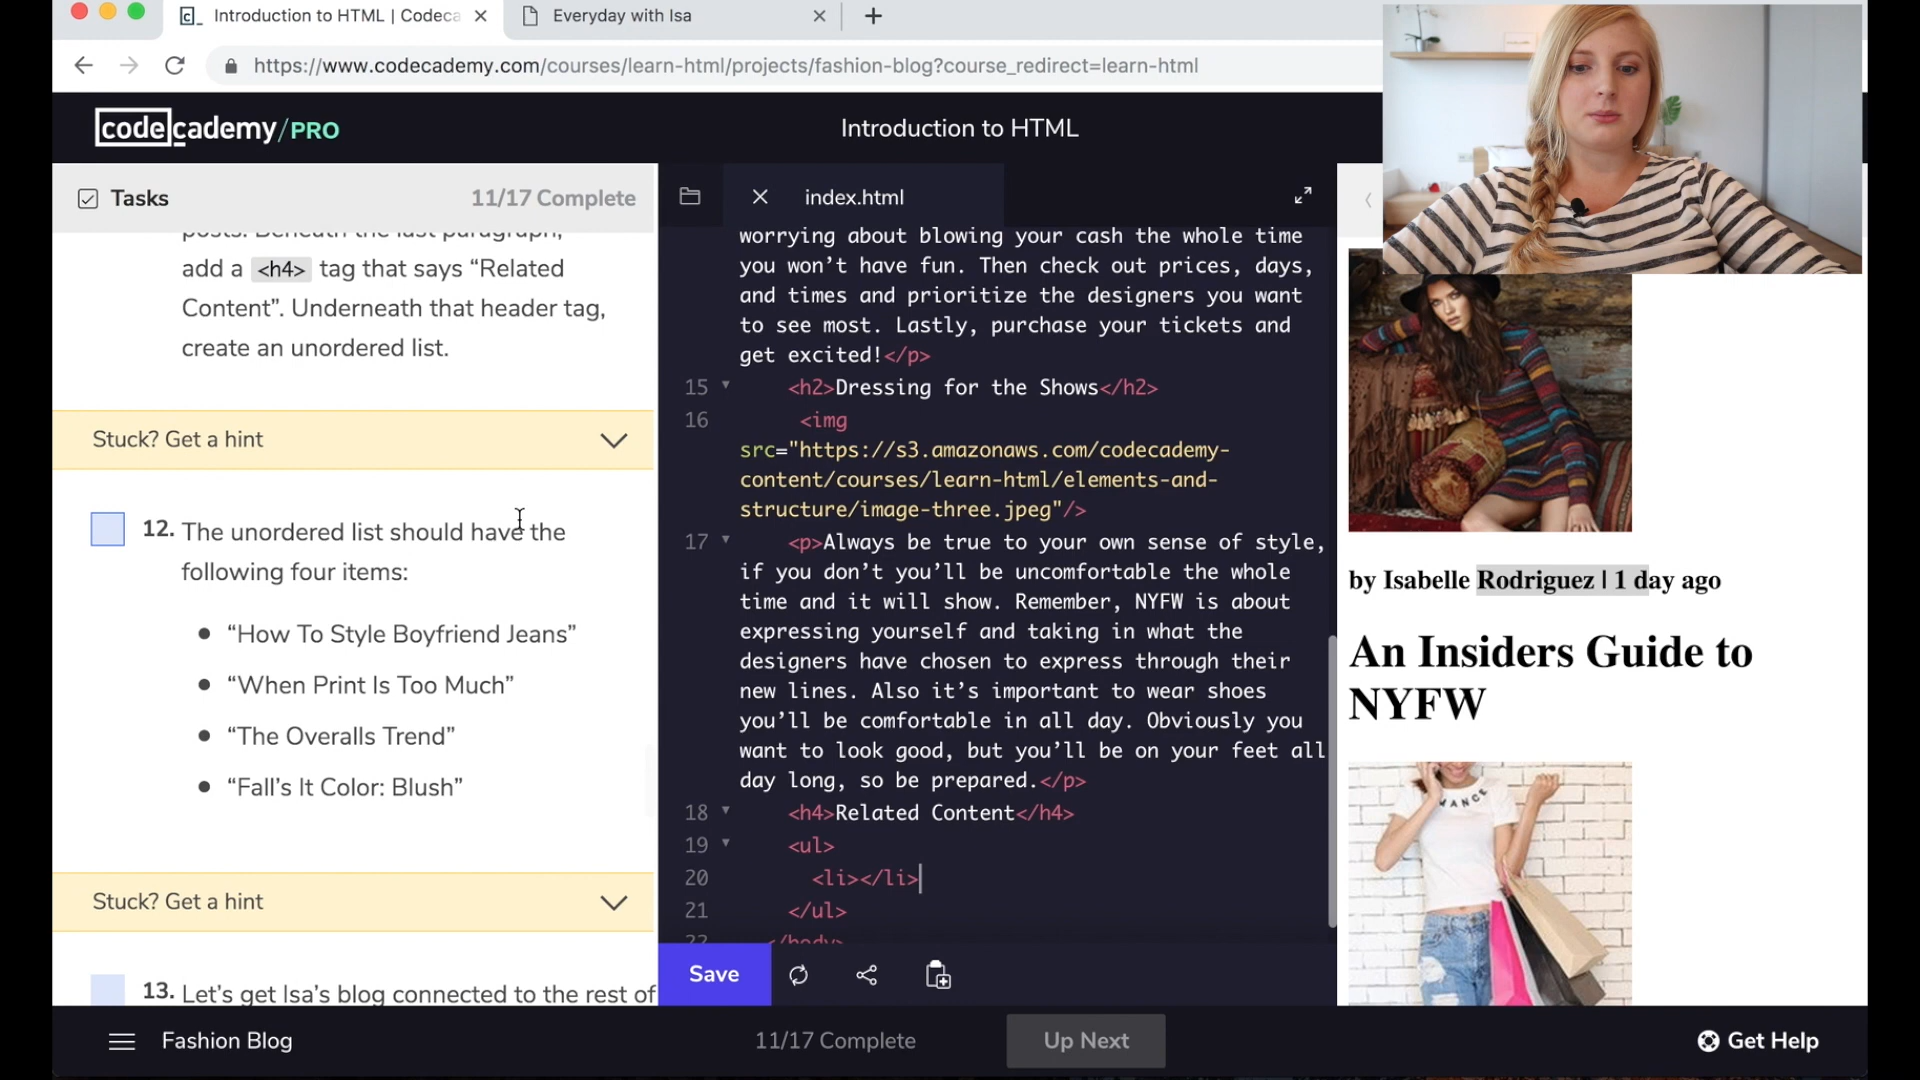 Introduction to HTML | Codeca
Everyday with Isa
https://www.codecademy.com/courses/learn-html/projects/fashion-blog?course_redirect=learn-html
codecademy/PRO
Introduction to HTML
Tasks
11/17 Complete
index.html
posts. Beneath the last paragraph,
add a <h4> tag that says “Related
Content”. Underneath that header tag,
create an unordered list.
Stuck? Get a hint
12. The unordered list should have the
following four items:
“How To Style Boyfriend Jeans”
“When Print Is Too Much”
“The Overalls Trend”
“Fall’s It Color: Blush”
Stuck? Get a hint
13. Let’s get Isa’s blog connected to the rest of
worrying about blowing your cash the whole time
you won’t have fun. Then check out prices, days,
and times and prioritize the designers you want
to see most. Lastly, purchase your tickets and
get excited!</p>
15 <h2>Dressing for the Shows</h2>
16 <img
src="https://s3.amazonaws.com/codecademy-
content/courses/learn-html/elements-and-
structure/image-three.jpeg"/>
17 <p>Always be true to your own sense of style,
if you don’t you’ll be uncomfortable the whole
time and it will show. Remember, NYFW is about
expressing yourself and taking in what the
designers have chosen to express through their
new lines. Also it’s important to wear shoes
you’ll be comfortable in all day. Obviously you
want to look good, but you’ll be on your feet all
day long, so be prepared.</p>
18 <h4>Related Content</h4>
19 <ul>
20 <li></li>
21 </ul>
22 </body>
Save
by Isabelle Rodriguez | 1 day ago
An Insiders Guide to
NYFW
Fashion Blog
11/17 Complete
Up Next
Get Help